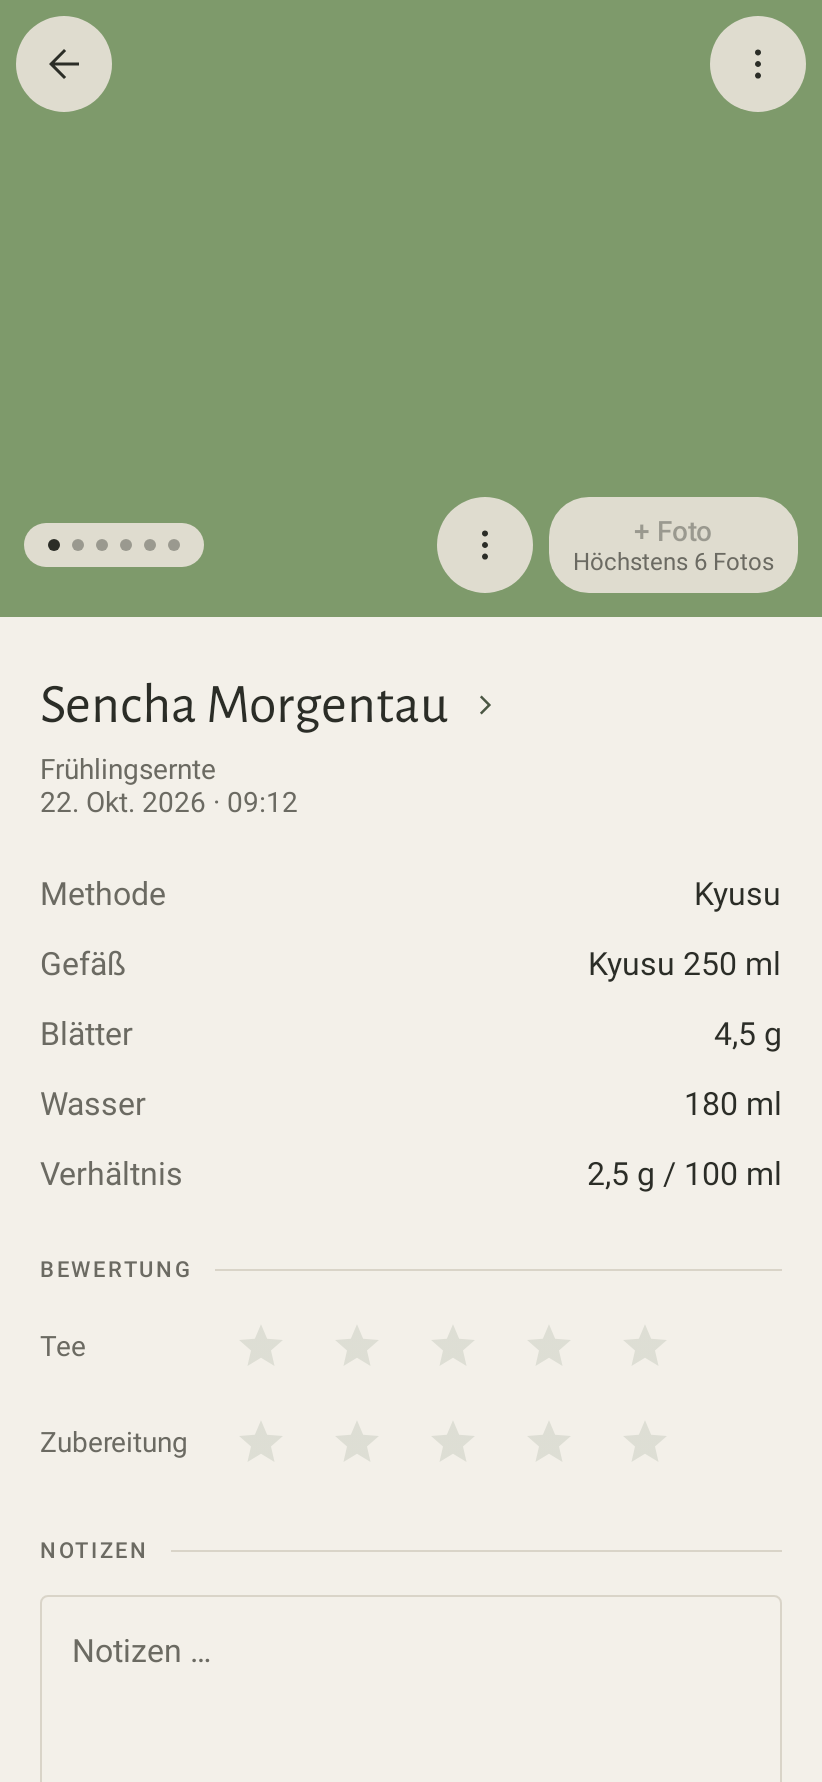 + Foto
Höchstens 6 Fotos
Sencha Morgentau
Frühlingsernte
22. Okt. 2026 · 09:12
Methode Kyusu
Gefäß Kyusu 250 ml
Blätter 4,5 g
Wasser 180 ml
Verhältnis 2,5 g / 100 ml
BEWERTUNG
Tee
Zubereitung
NOTIZEN
Notizen …